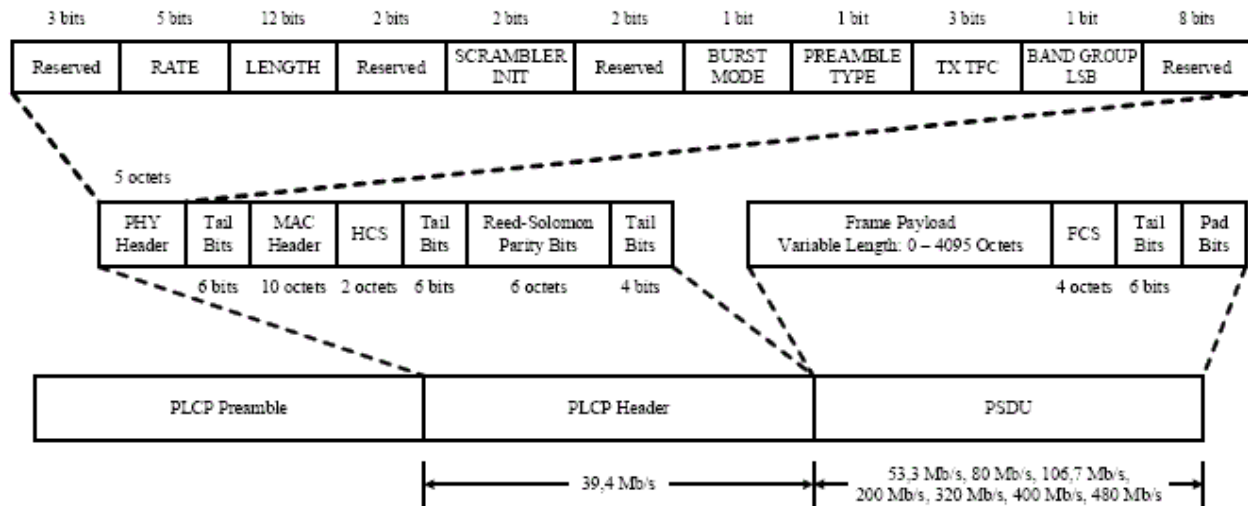 3 bits 5 bits 12 bits 2 bits 2 bits 2 bits 1 bit 1 bit 3 bits 1 bit 8 bits
Reserved RATE LENGTH Reserved SCRAMBLER INIT Reserved BURST MODE PREAMBLE TYPE TX TFC BAND GROUP LSB Reserved
5 octets
PHY Header Tail Bits MAC Header HCS Tail Bits Reed-Solomon Parity Bits Tail Bits
6 bits 10 octets 2 octets 6 bits 6 octets 4 bits
Frame Payload
Variable Length: 0 – 4095 Octets
FCS Tail Bits Pad Bits
4 octets 6 bits
PLCP Preamble PLCP Header PSDU
39,4 Mb/s
53,3 Mb/s, 80 Mb/s, 106,7 Mb/s,
200 Mb/s, 320 Mb/s, 400 Mb/s, 480 Mb/s